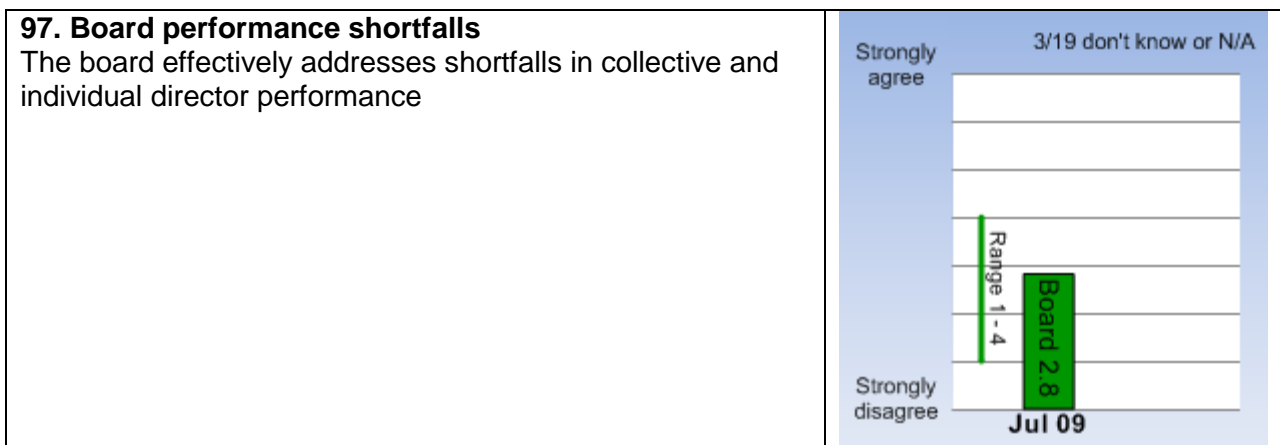 97. Board performance shortfalls
The board effectively addresses shortfalls in collective and
individual director performance
3/19 don't know or N/A
Strongly
agree
Range 1 - 4
Board 2.8
Strongly
disagree
Jul 09